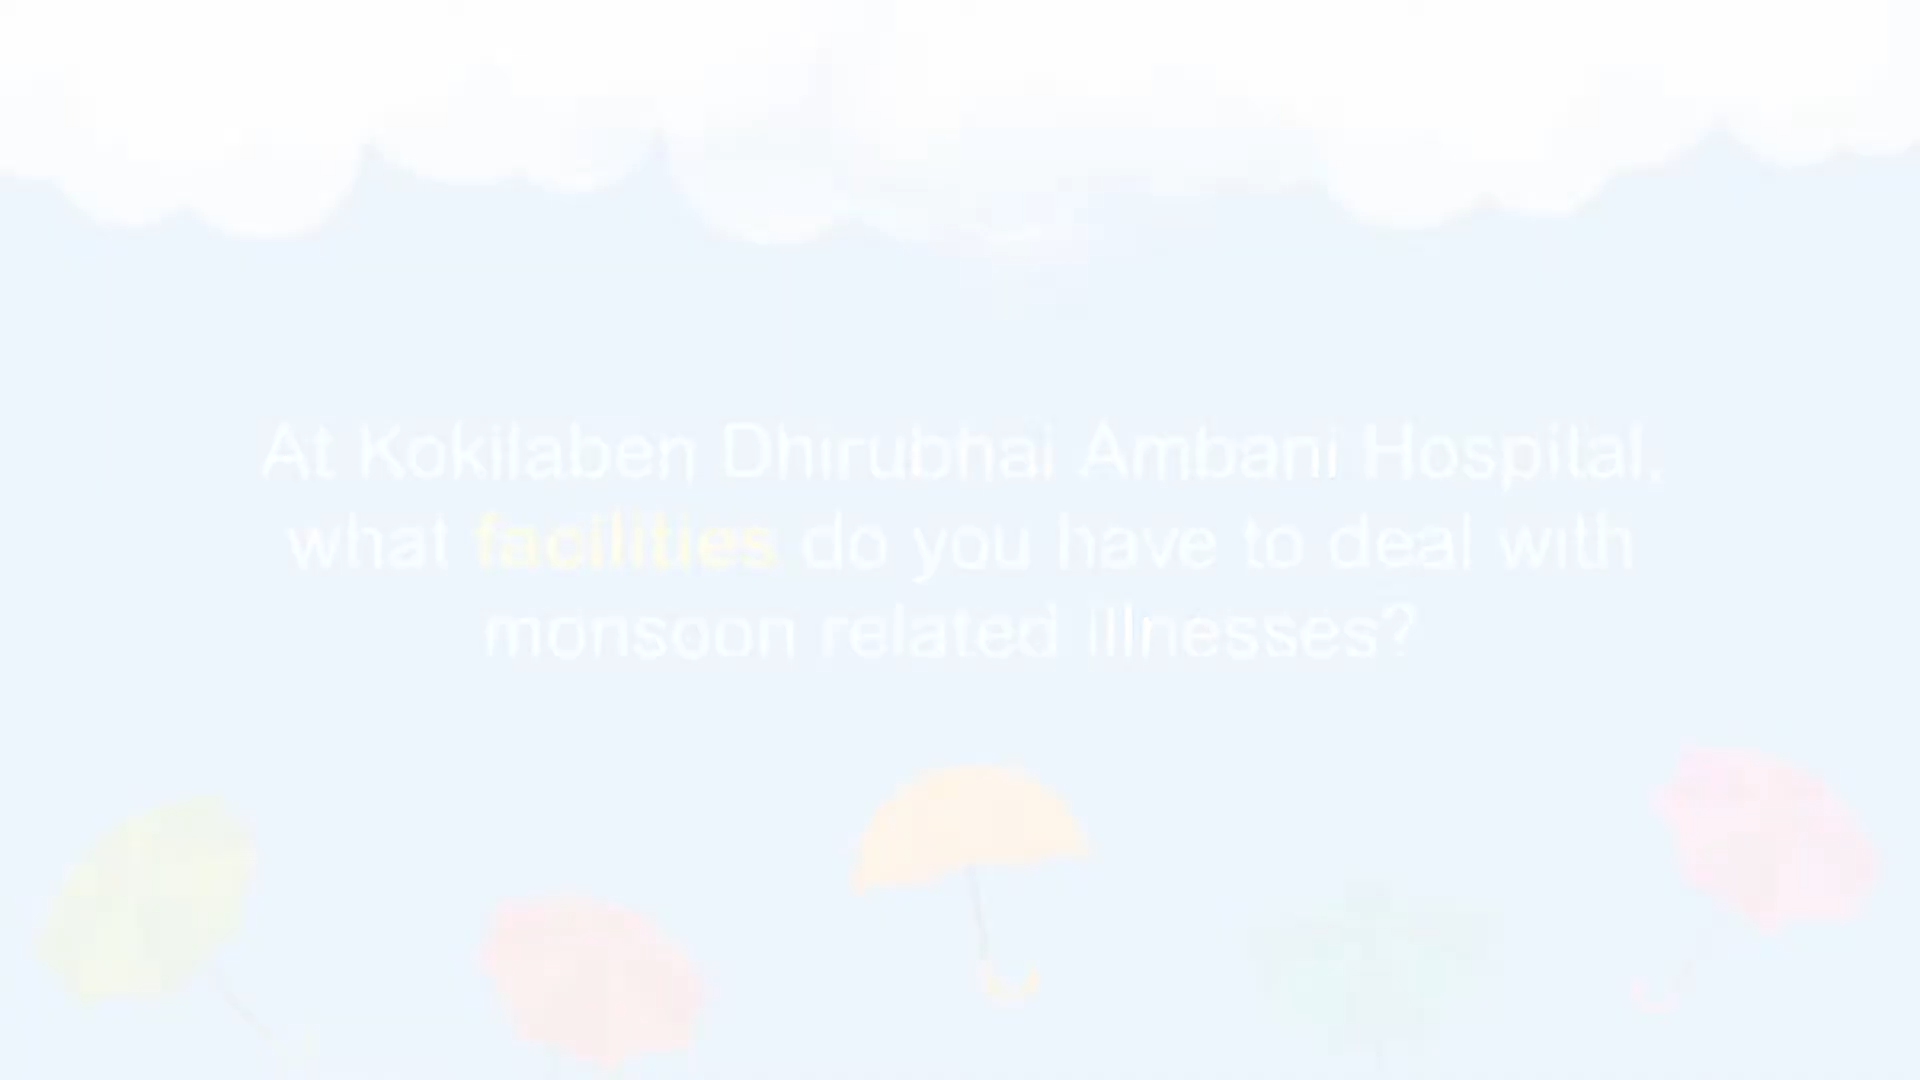 At Kokilaben Dhirubhai Ambani Hospital,
what facilities do you have to deal with
monsoon related illnesses?